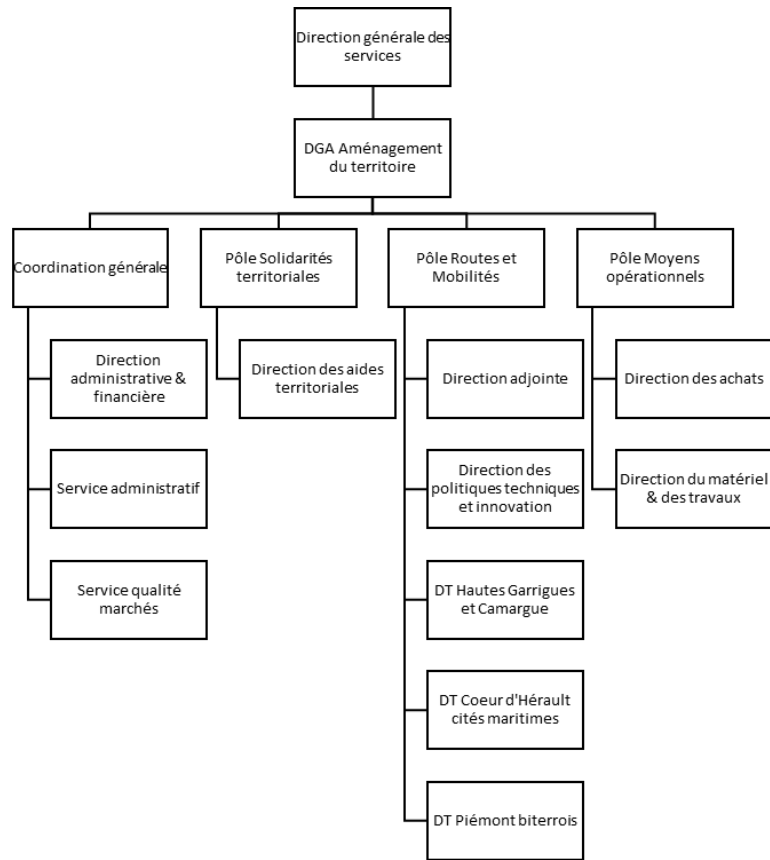 Direction générale des
services
DGA Aménagement
du territoire
Coordination générale
Pôle Solidarités
territoriales
Pôle Routes et
Mobilités
Pôle Moyens
opérationnels
Direction
administrative &
financière
Direction des aides
territoriales
Direction adjointe
Direction des achats
Service administratif
Direction des
politiques techniques
et innovation
Direction du matériel
& des travaux
Service qualité
marchés
DT Hautes Garrigues
et Camargue
DT Coeur d'Hérault
cités maritimes
DT Piémont biterrois